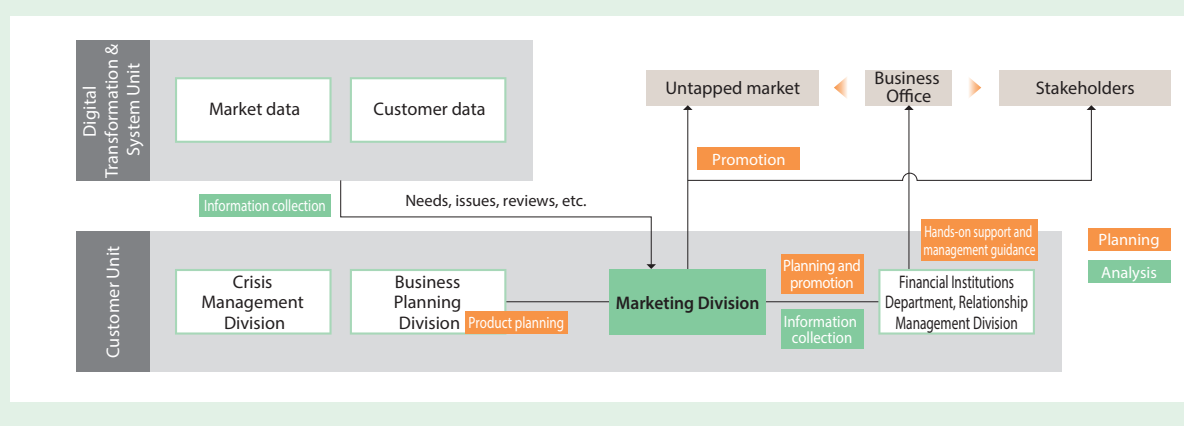 Digital
Transformation &
System Unit
Market data
Customer data
Untapped market
Business
Office
Stakeholders
Promotion
Information collection
Needs, issues, reviews, etc.
Customer Unit
Crisis
Management
Division
Business
Planning
Division
Product planning
Marketing Division
Planning and
promotion
Information
collection
Hands-on support and
management guidance
Financial Institutions
Department, Relationship
Management Division
Planning
Analysis